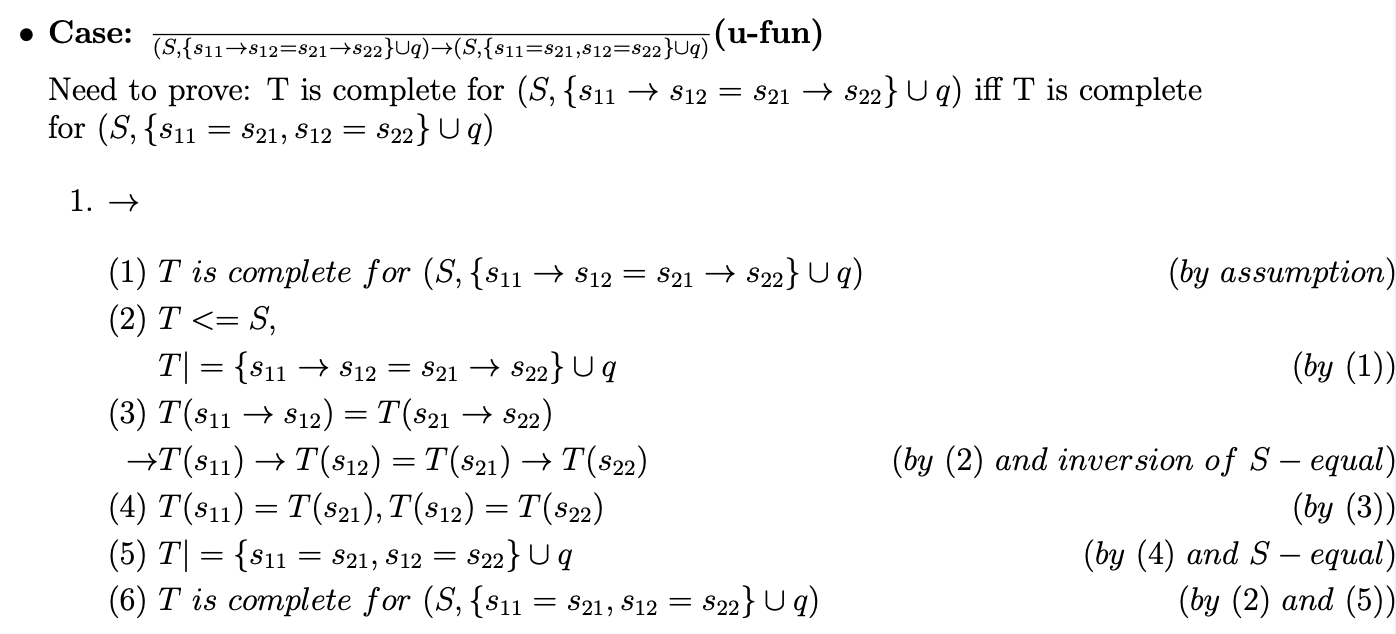 • Case: (S,{s₁₁→s₁₂=s₂₁→s₂₂}∪q)→(S,{s₁₁=s₂₁,s₁₂=s₂₂}∪q) (u-fun)
Need to prove: T is complete for (S, {s₁₁ → s₁₂ = s₂₁ → s₂₂} ∪ q) iff T is complete
for (S, {s₁₁ = s₂₁, s₁₂ = s₂₂} ∪ q)
1. →
(1) T is complete for (S, {s₁₁ → s₁₂ = s₂₁ → s₂₂} ∪ q) (by assumption)
(2) T <= S,
T| = {s₁₁ → s₁₂ = s₂₁ → s₂₂} ∪ q (by (1))
(3) T(s₁₁ → s₁₂) = T(s₂₁ → s₂₂)
→T(s₁₁) → T(s₁₂) = T(s₂₁) → T(s₂₂) (by (2) and inversion of S − equal)
(4) T(s₁₁) = T(s₂₁), T(s₁₂) = T(s₂₂) (by (3))
(5) T| = {s₁₁ = s₂₁, s₁₂ = s₂₂} ∪ q (by (4) and S − equal)
(6) T is complete for (S, {s₁₁ = s₂₁, s₁₂ = s₂₂} ∪ q) (by (2) and (5))